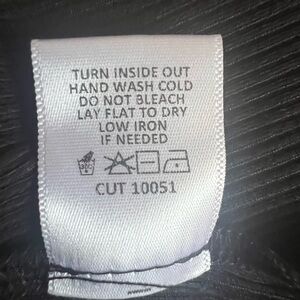 TURN INSIDE OUT
HAND WASH COLD
DO NOT BLEACH
LAY FLAT TO DRY
LOW IRON
IF NEEDED
CUT 10051